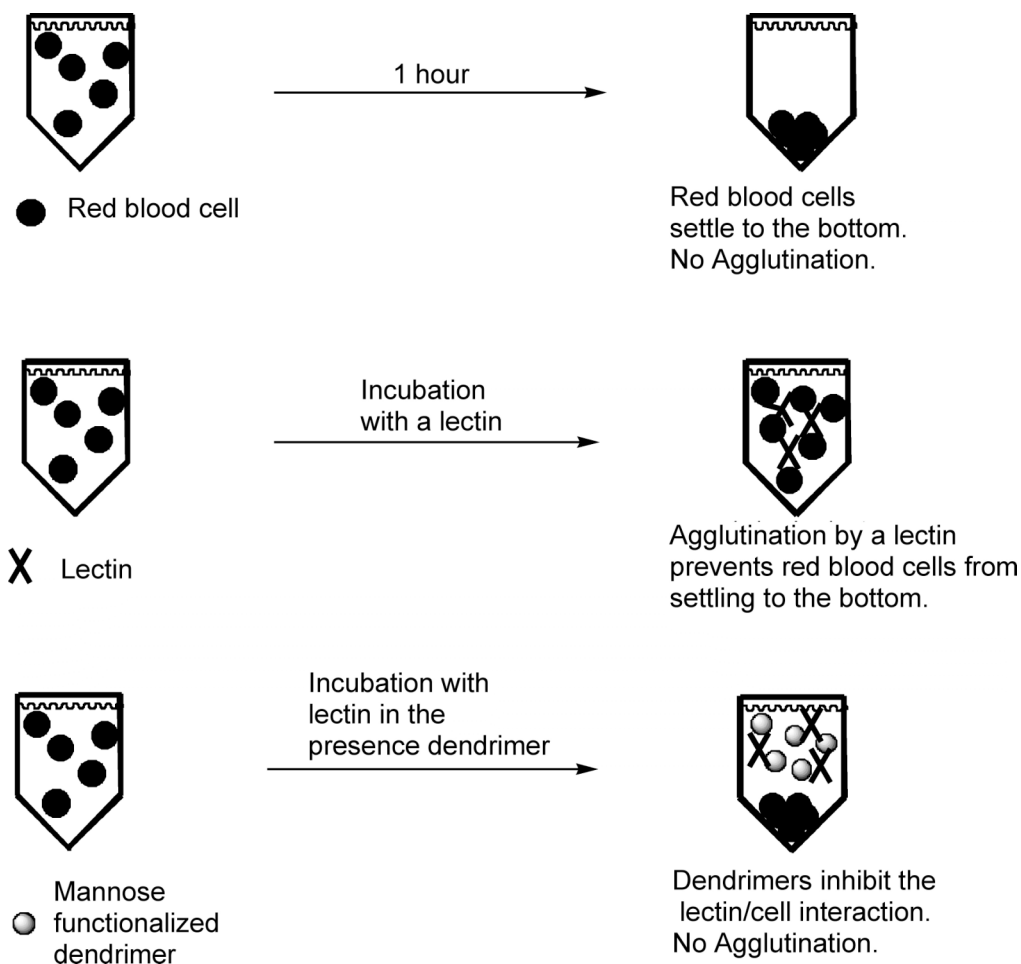 1 hour
Red blood cell
Red blood cells
settle to the bottom.
No Agglutination.
Incubation
with a lectin
Lectin
Agglutination by a lectin
prevents red blood cells from
settling to the bottom.
Incubation with
lectin in the
presence dendrimer
Mannose
functionalized
dendrimer
Dendrimers inhibit the
lectin/cell interaction.
No Agglutination.